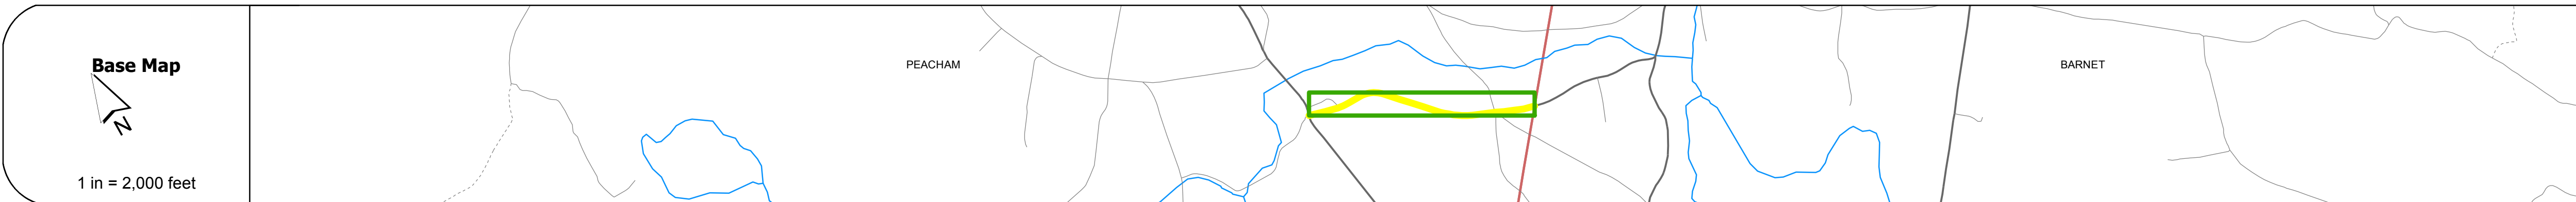 Base Map
N
1 in = 2,000 feet
PEACHAM
BARNET